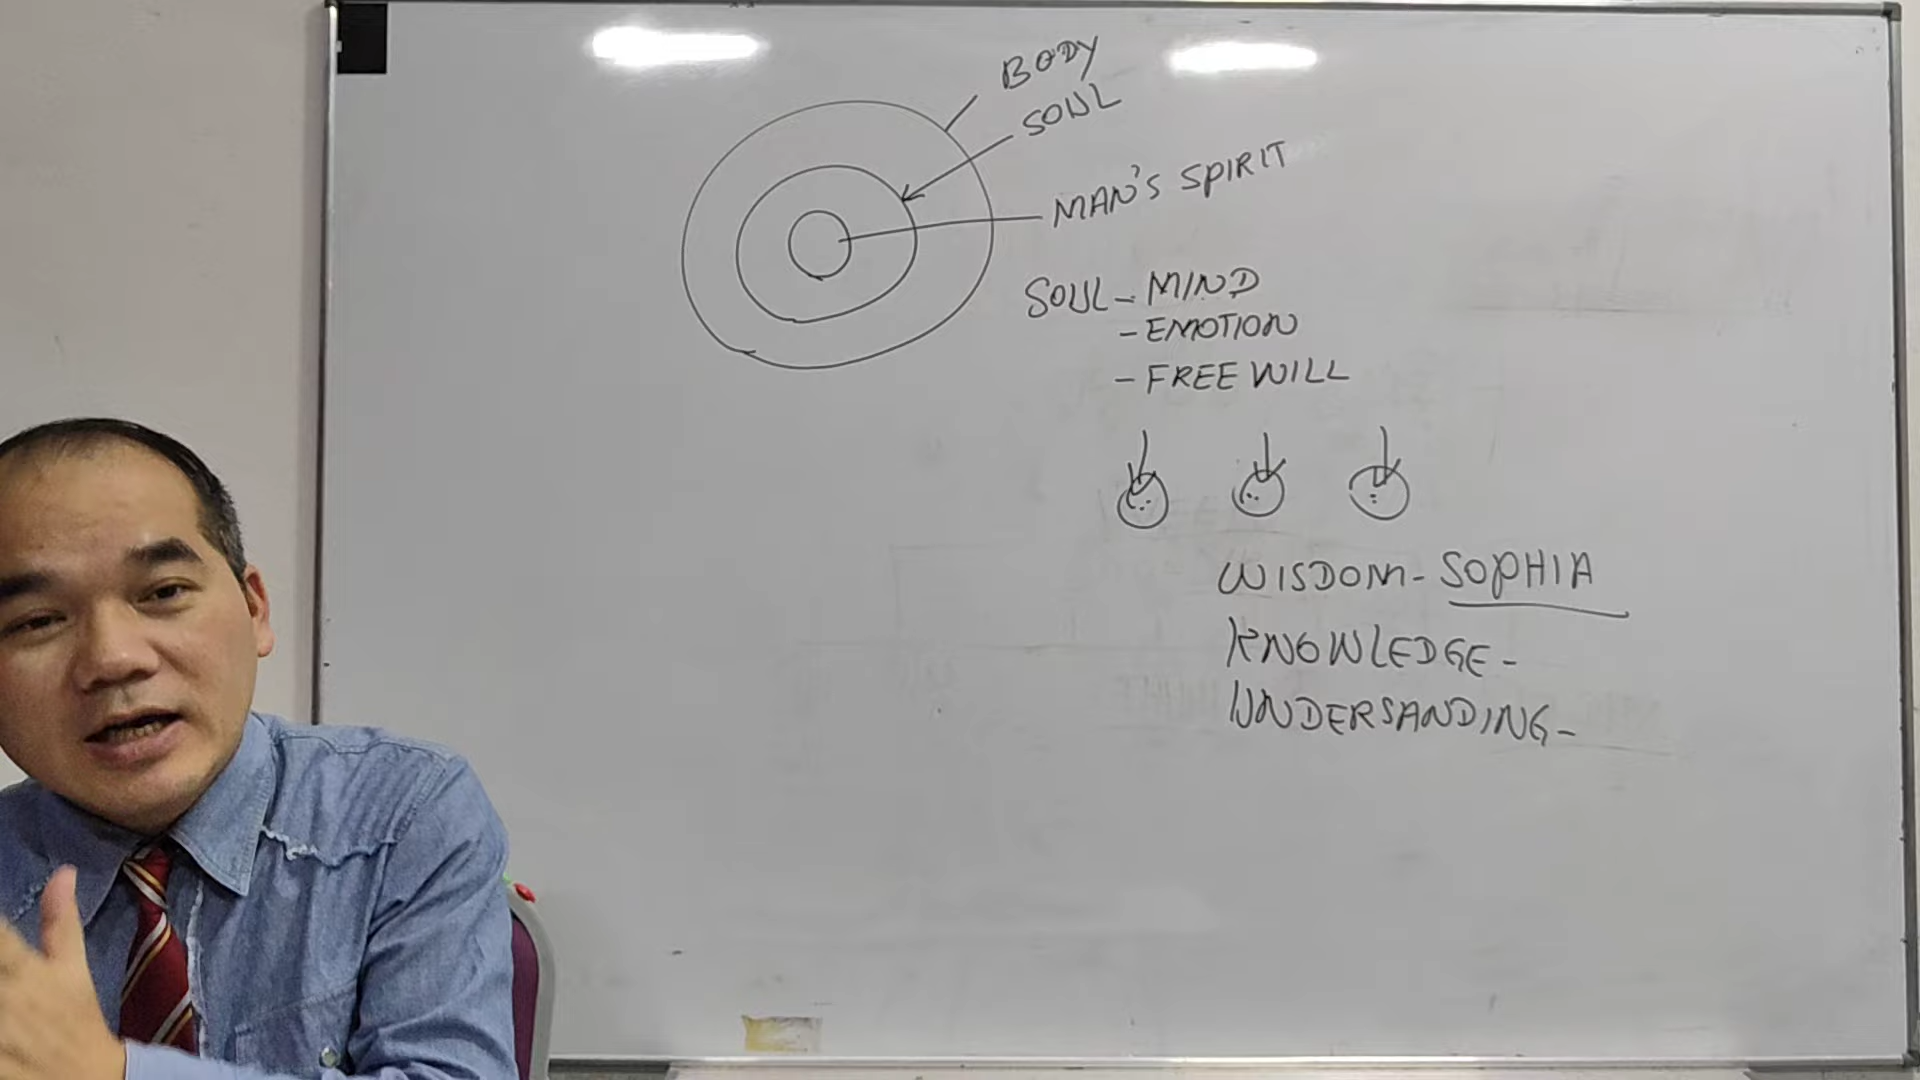 BODY
SOUL
MAN'S SPIRIT
SOUL - MIND
- EMOTION
- FREE WILL
WISDOM - SOPHIA
KNOWLEDGE -
UNDERSANDING -